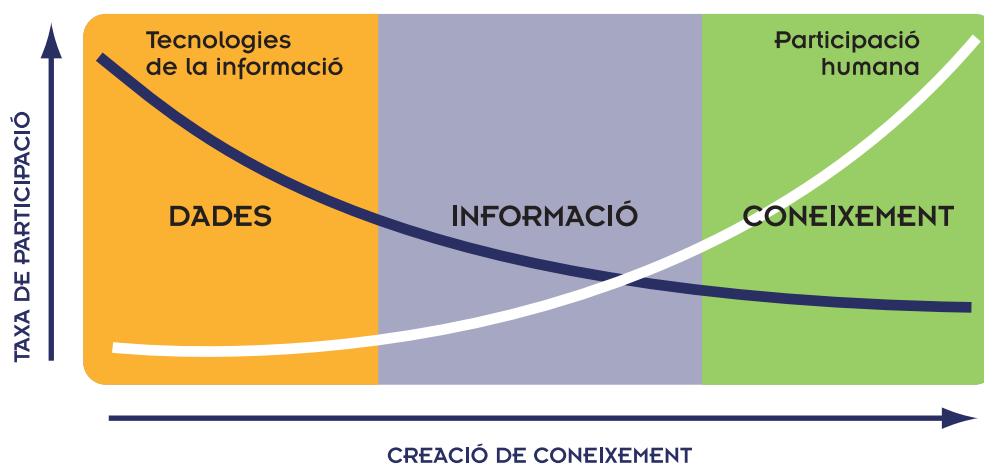 Tecnologies
de la informació
Participació
humana
TAXA DE PARTICIPACIÓ
DADES
INFORMACIÓ
CONEIXEMENT
CREACIÓ DE CONEIXEMENT